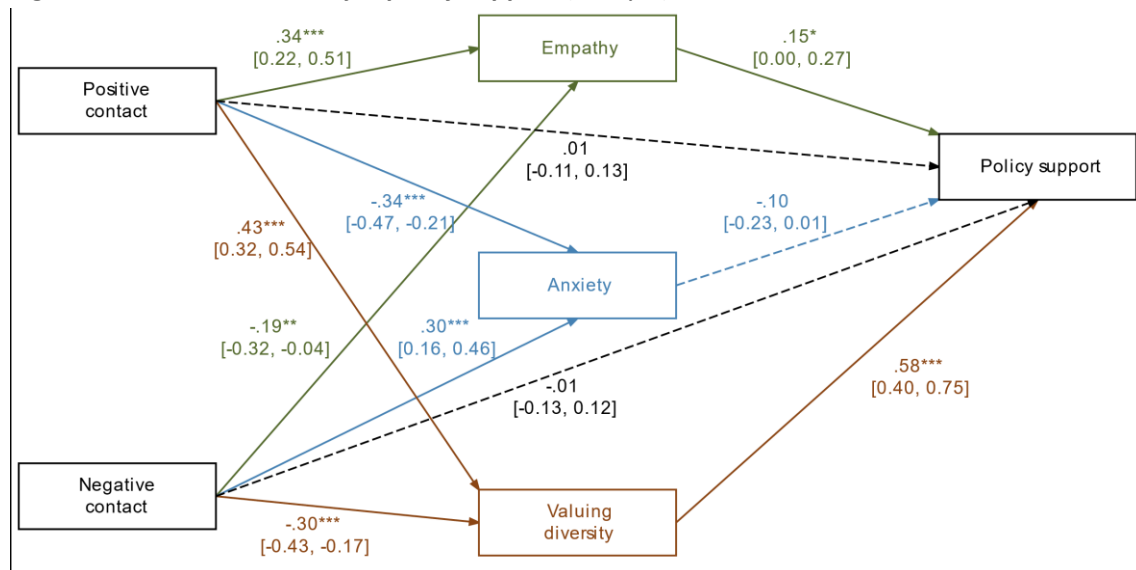 .34***
[0.22, 0.51]
Empathy
.15*
[0.00, 0.27]
Positive
contact
.01
[-0.11, 0.13]
Policy support
-.34***
[-0.47, -0.21]
-.10
[-0.23, 0.01]
.43***
[0.32, 0.54]
Anxiety
-.19**
[-0.32, -0.04]
.30***
[0.16, 0.46]
-.01
[-0.13, 0.12]
.58***
[0.40, 0.75]
Negative
contact
-.30***
[-0.43, -0.17]
Valuing
diversity